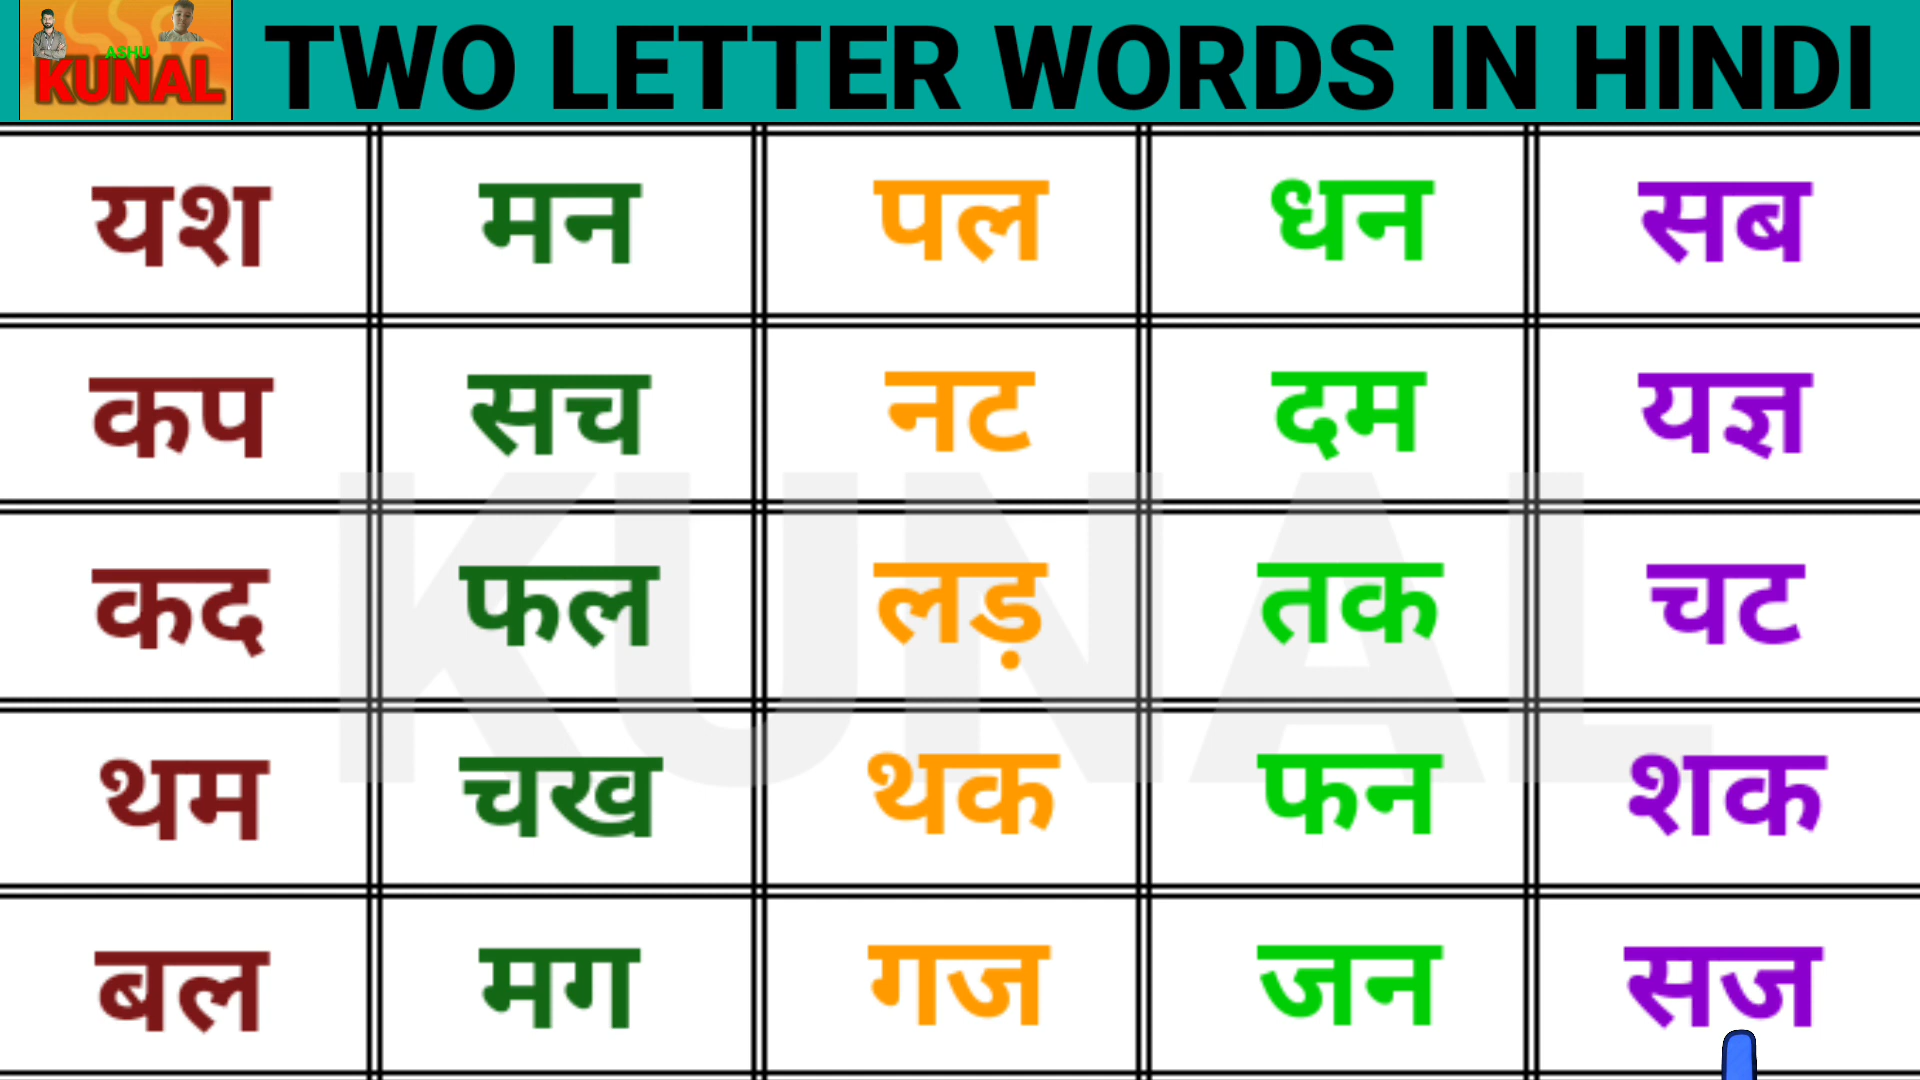 ASHU
KUNAL
TWO LETTER WORDS IN HINDI
यश मन पल धन सब
कप सच नट दम यज्ञ
कद फल लड़ तक चट
KUNAL
थम चख थक फन शक
बल मग गज जन सज